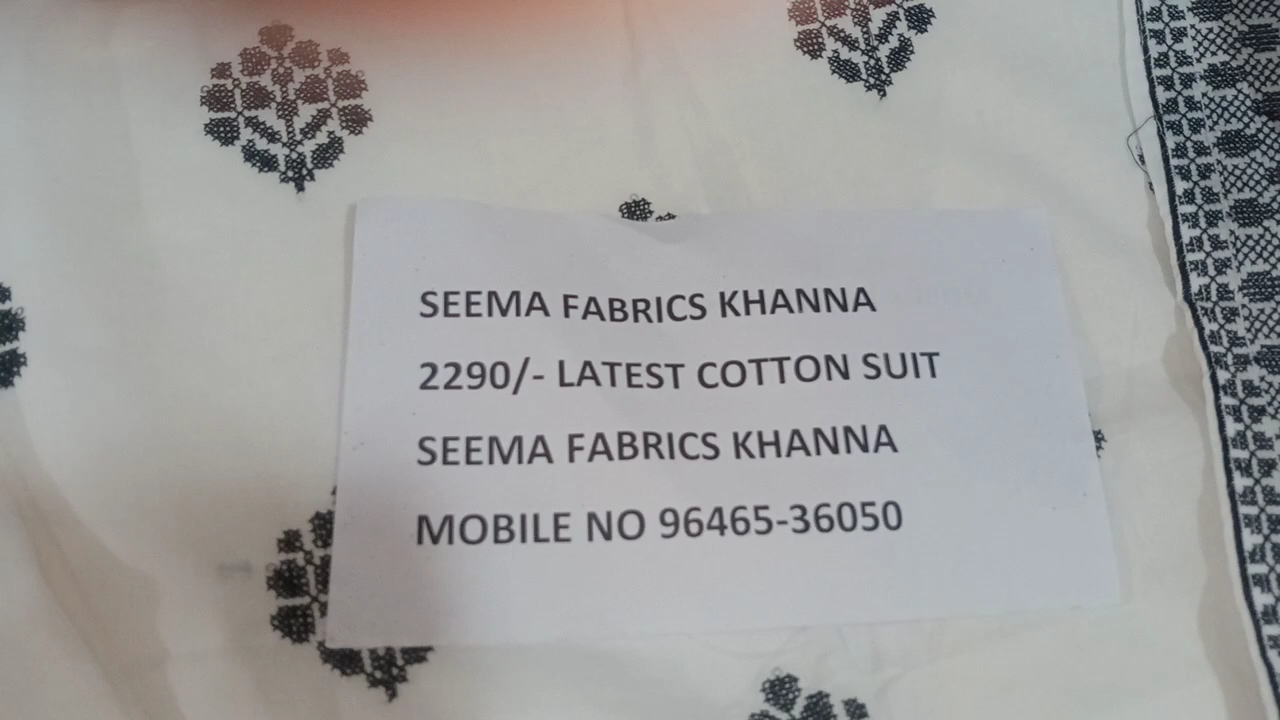 SEEMA FABRICS KHANNA
2290/- LATEST COTTON SUIT
SEEMA FABRICS KHANNA
MOBILE NO 96465-36050